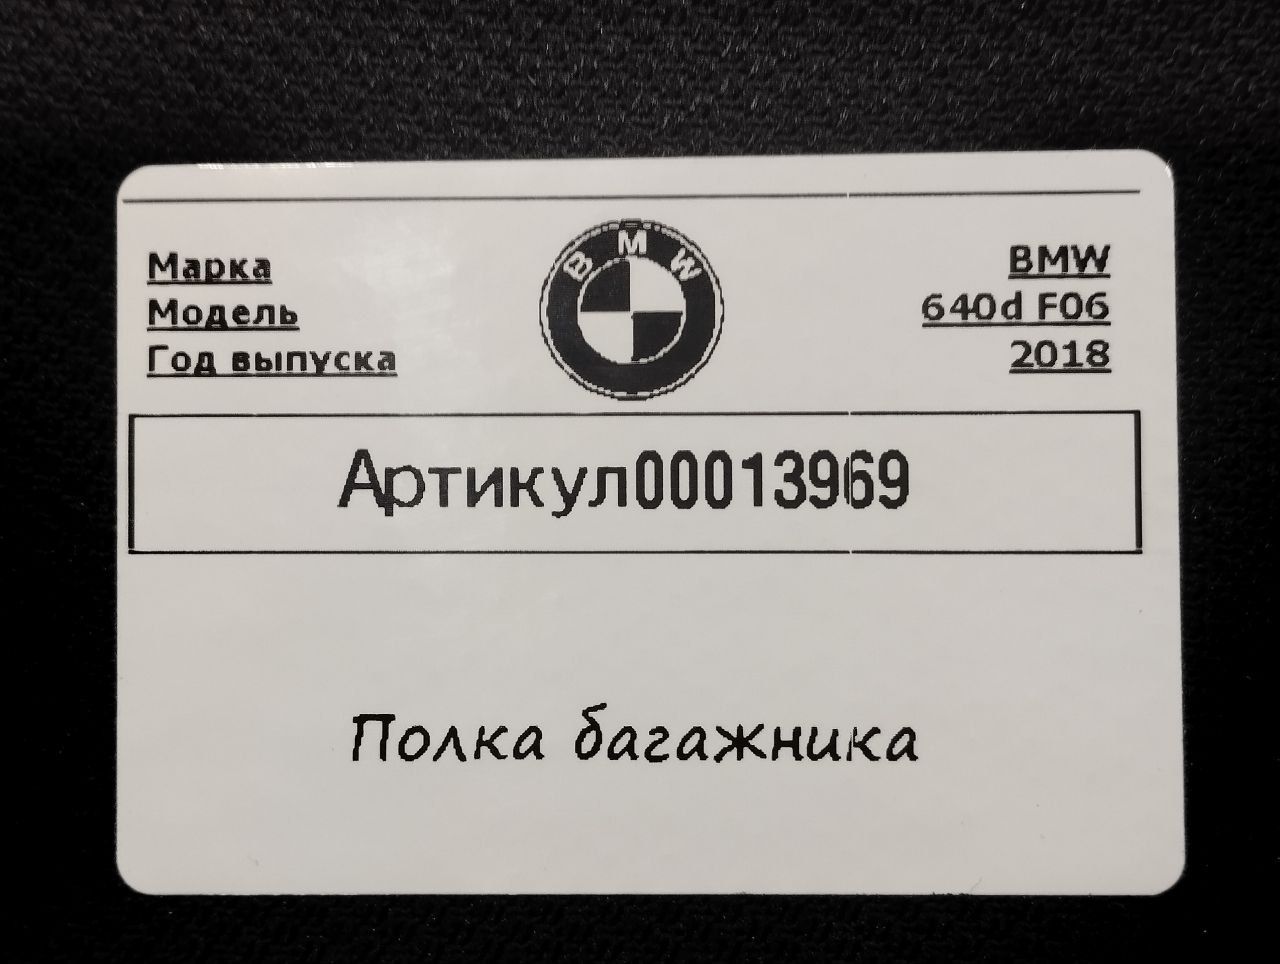 Марка BMW
Модель 640d F06
Год выпуска 2018
BMW
Артикул00013969
Полка багажника